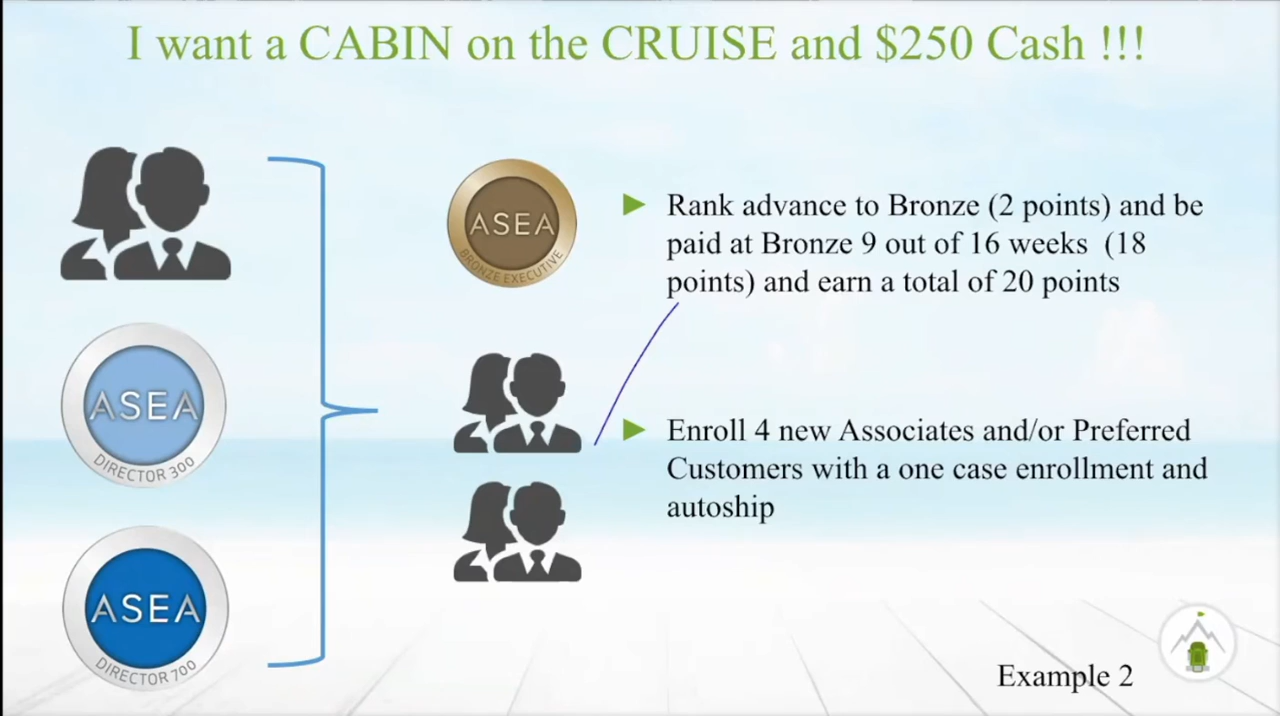 I want a CABIN on the CRUISE and $250 Cash !!!
ASEA
BRONZE EXECUTIVE
Rank advance to Bronze (2 points) and be
paid at Bronze 9 out of 16 weeks (18
points) and earn a total of 20 points
ASEA
DIRECTOR 300
Enroll 4 new Associates and/or Preferred
Customers with a one case enrollment and
autoship
ASEA
DIRECTOR 700
Example 2